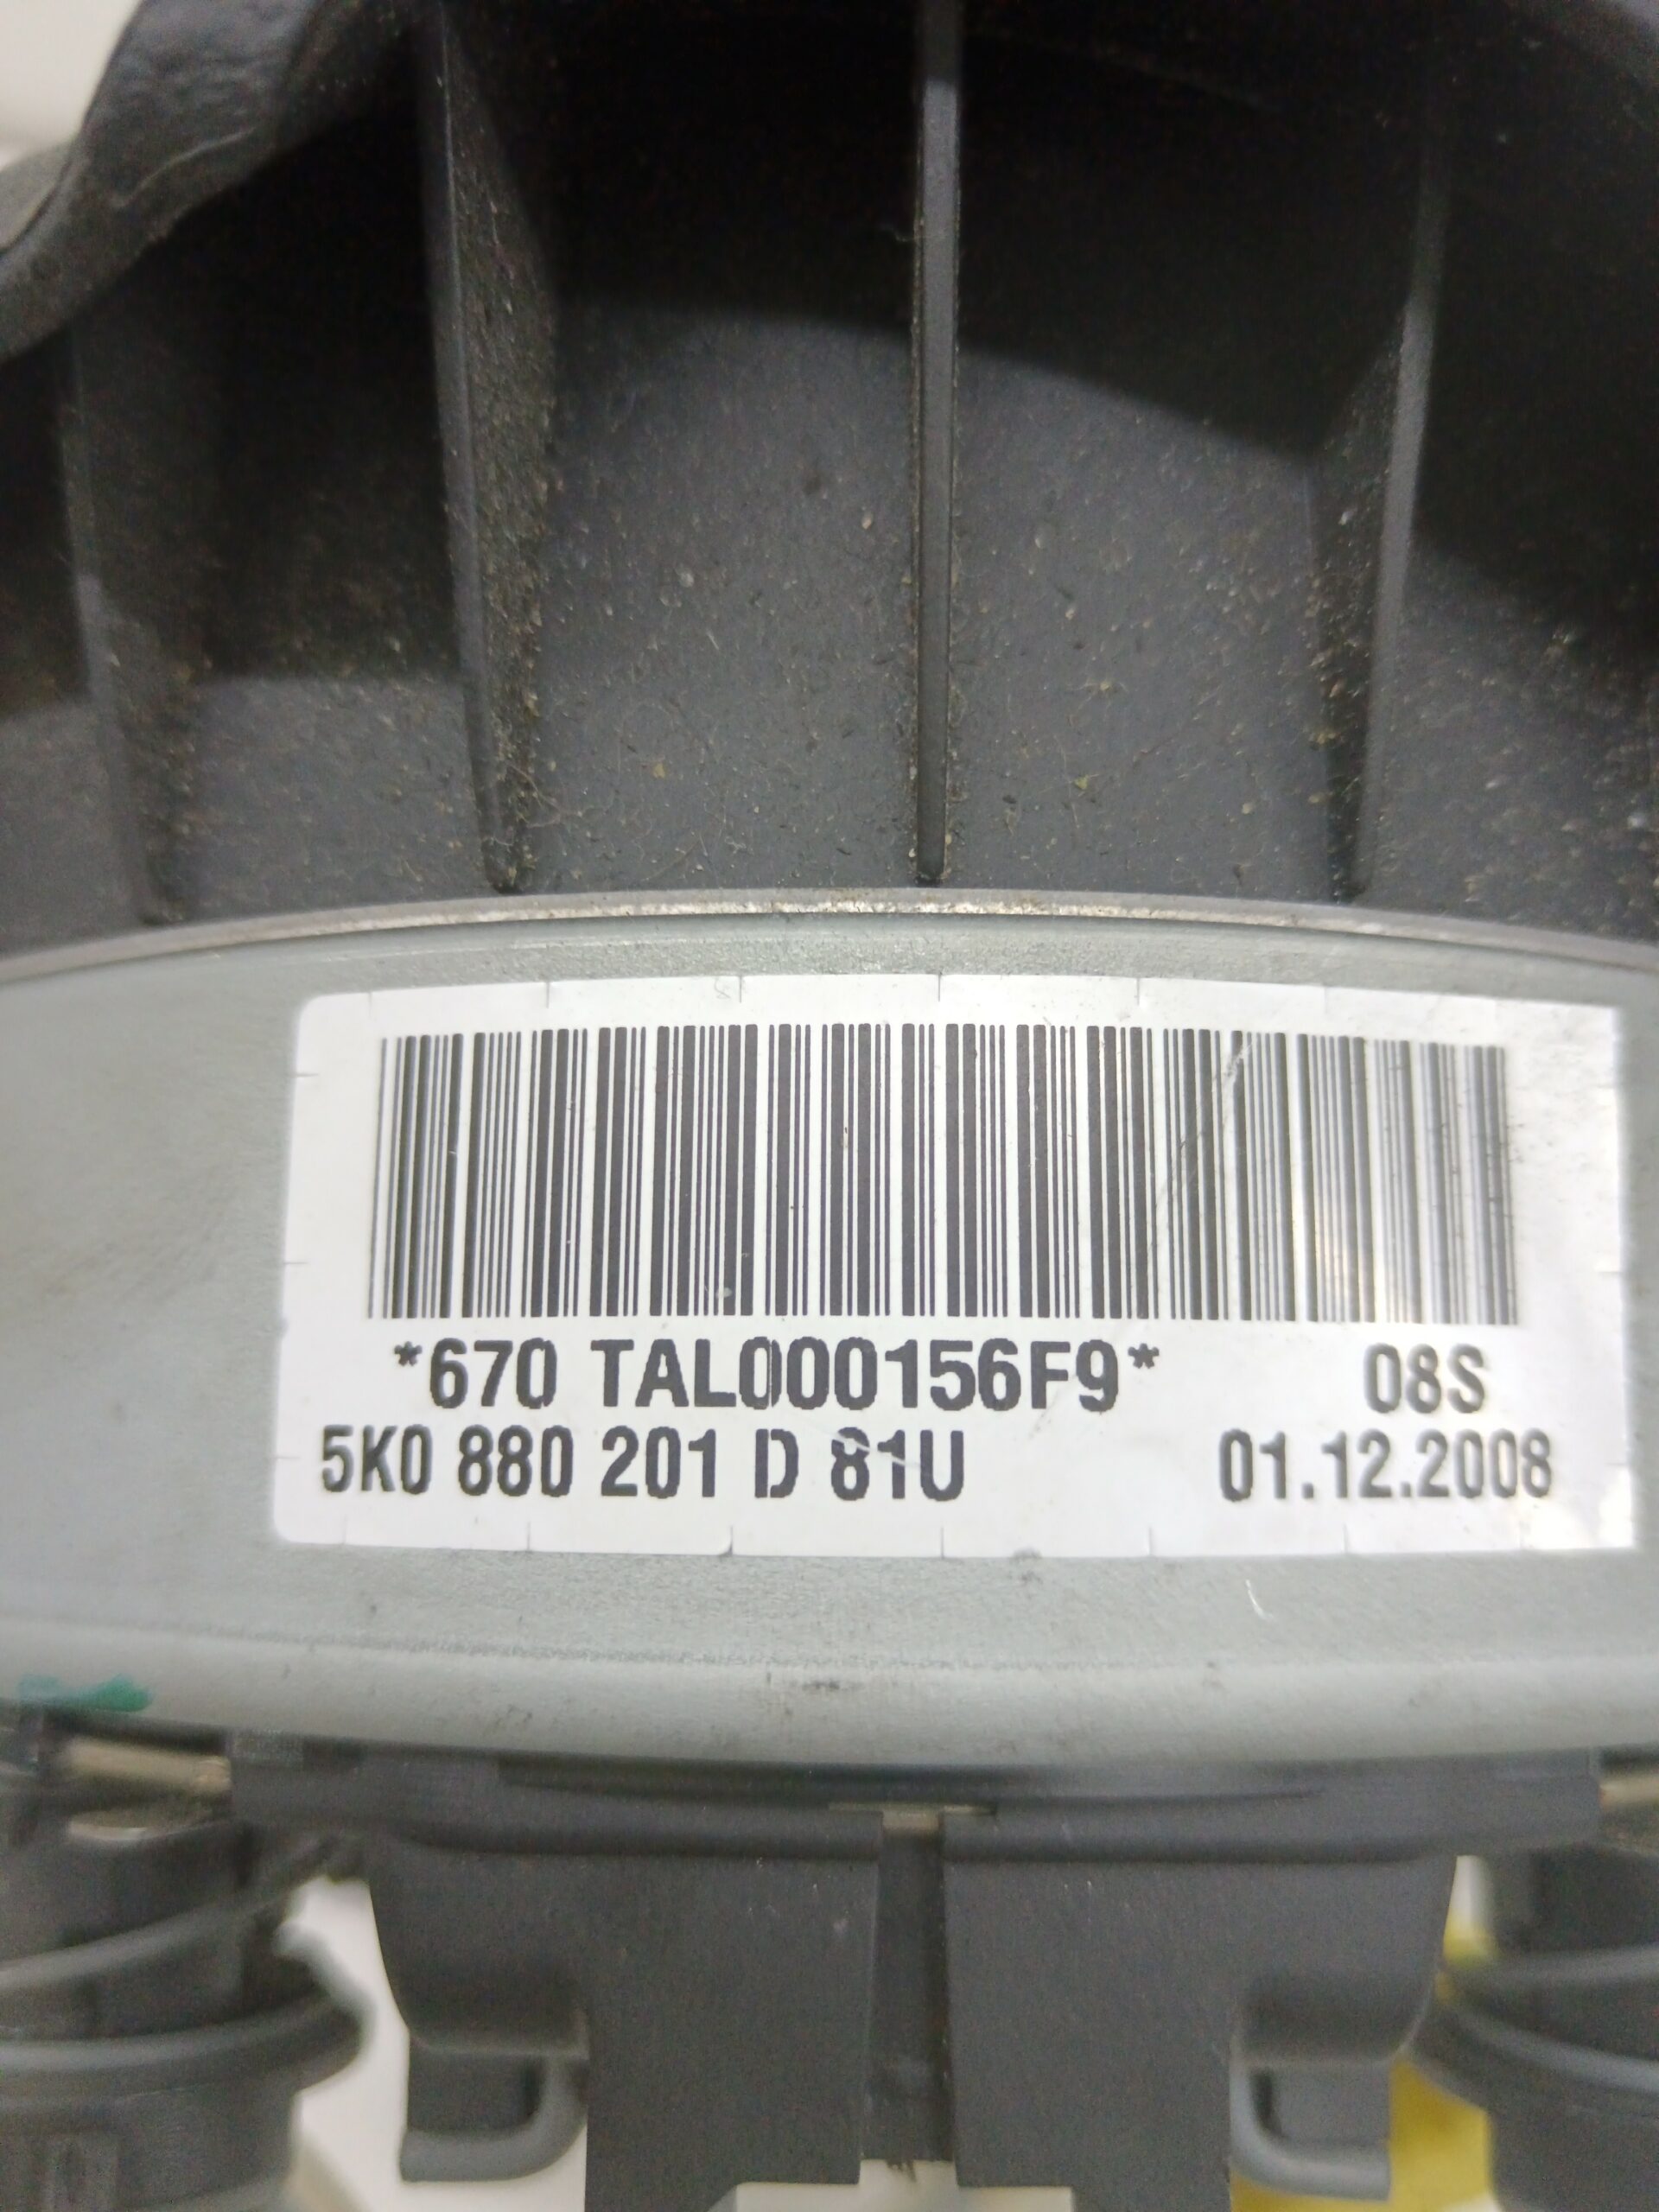 *670 TAL000156F9* 08S
5K0 880 201 D 81U 01.12.2008